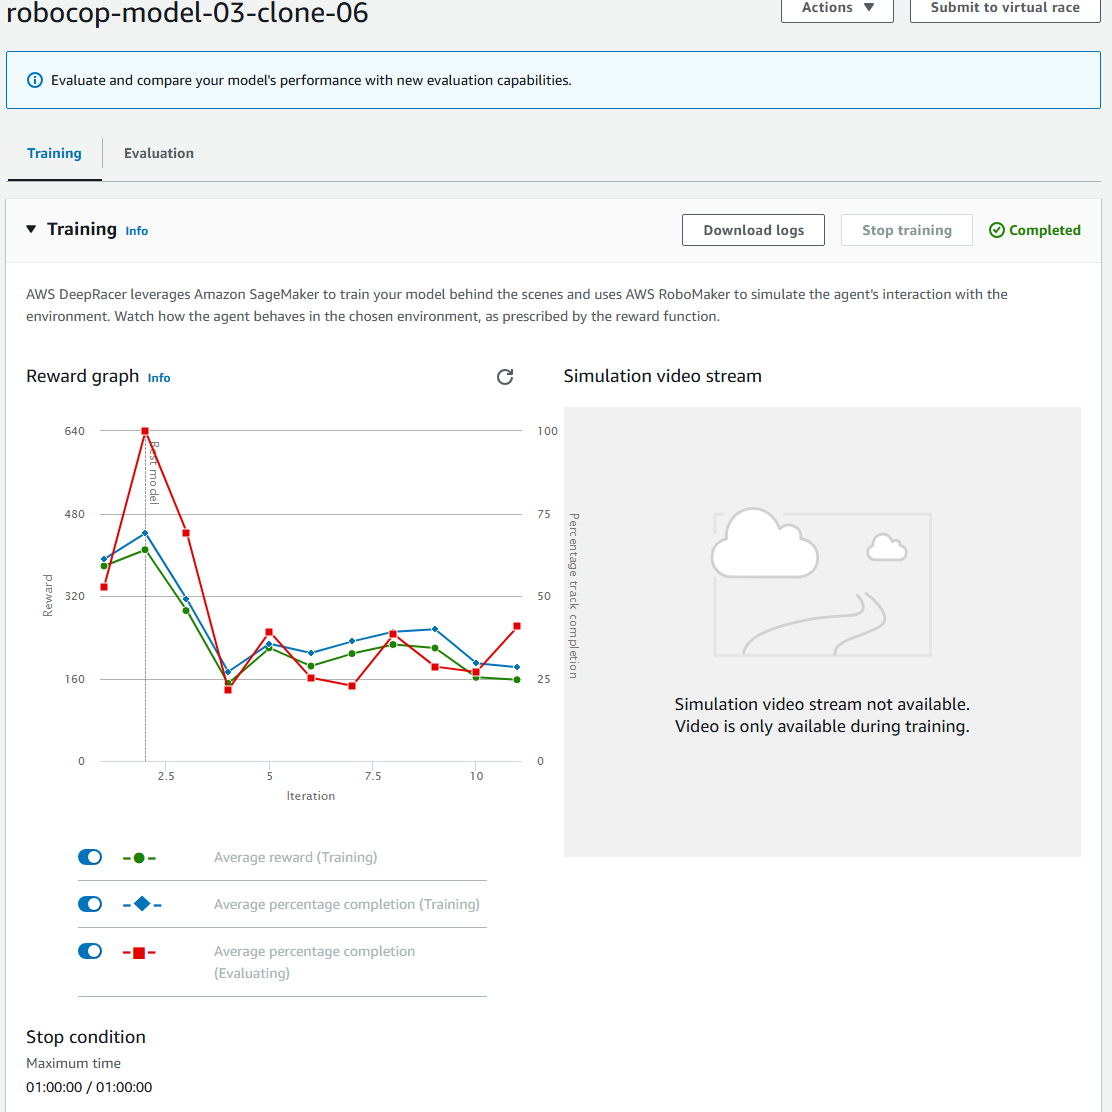 robocop-model-03-clone-06
Actions
Submit to virtual race
Evaluate and compare your model's performance with new evaluation capabilities.
Training
Evaluation
Training Info
Download logs
Stop training
Completed
AWS DeepRacer leverages Amazon SageMaker to train your model behind the scenes and uses AWS RoboMaker to simulate the agent's interaction with the
environment. Watch how the agent behaves in the chosen environment, as prescribed by the reward function.
Reward graph Info
Simulation video stream
640
480
320
160
0
Reward
Best model
100
75
50
25
0
Percentage track completion
2.5
5
7.5
10
Iteration
Simulation video stream not available.
Video is only available during training.
Average reward (Training)
Average percentage completion (Training)
Average percentage completion
(Evaluating)
Stop condition
Maximum time
01:00:00 / 01:00:00